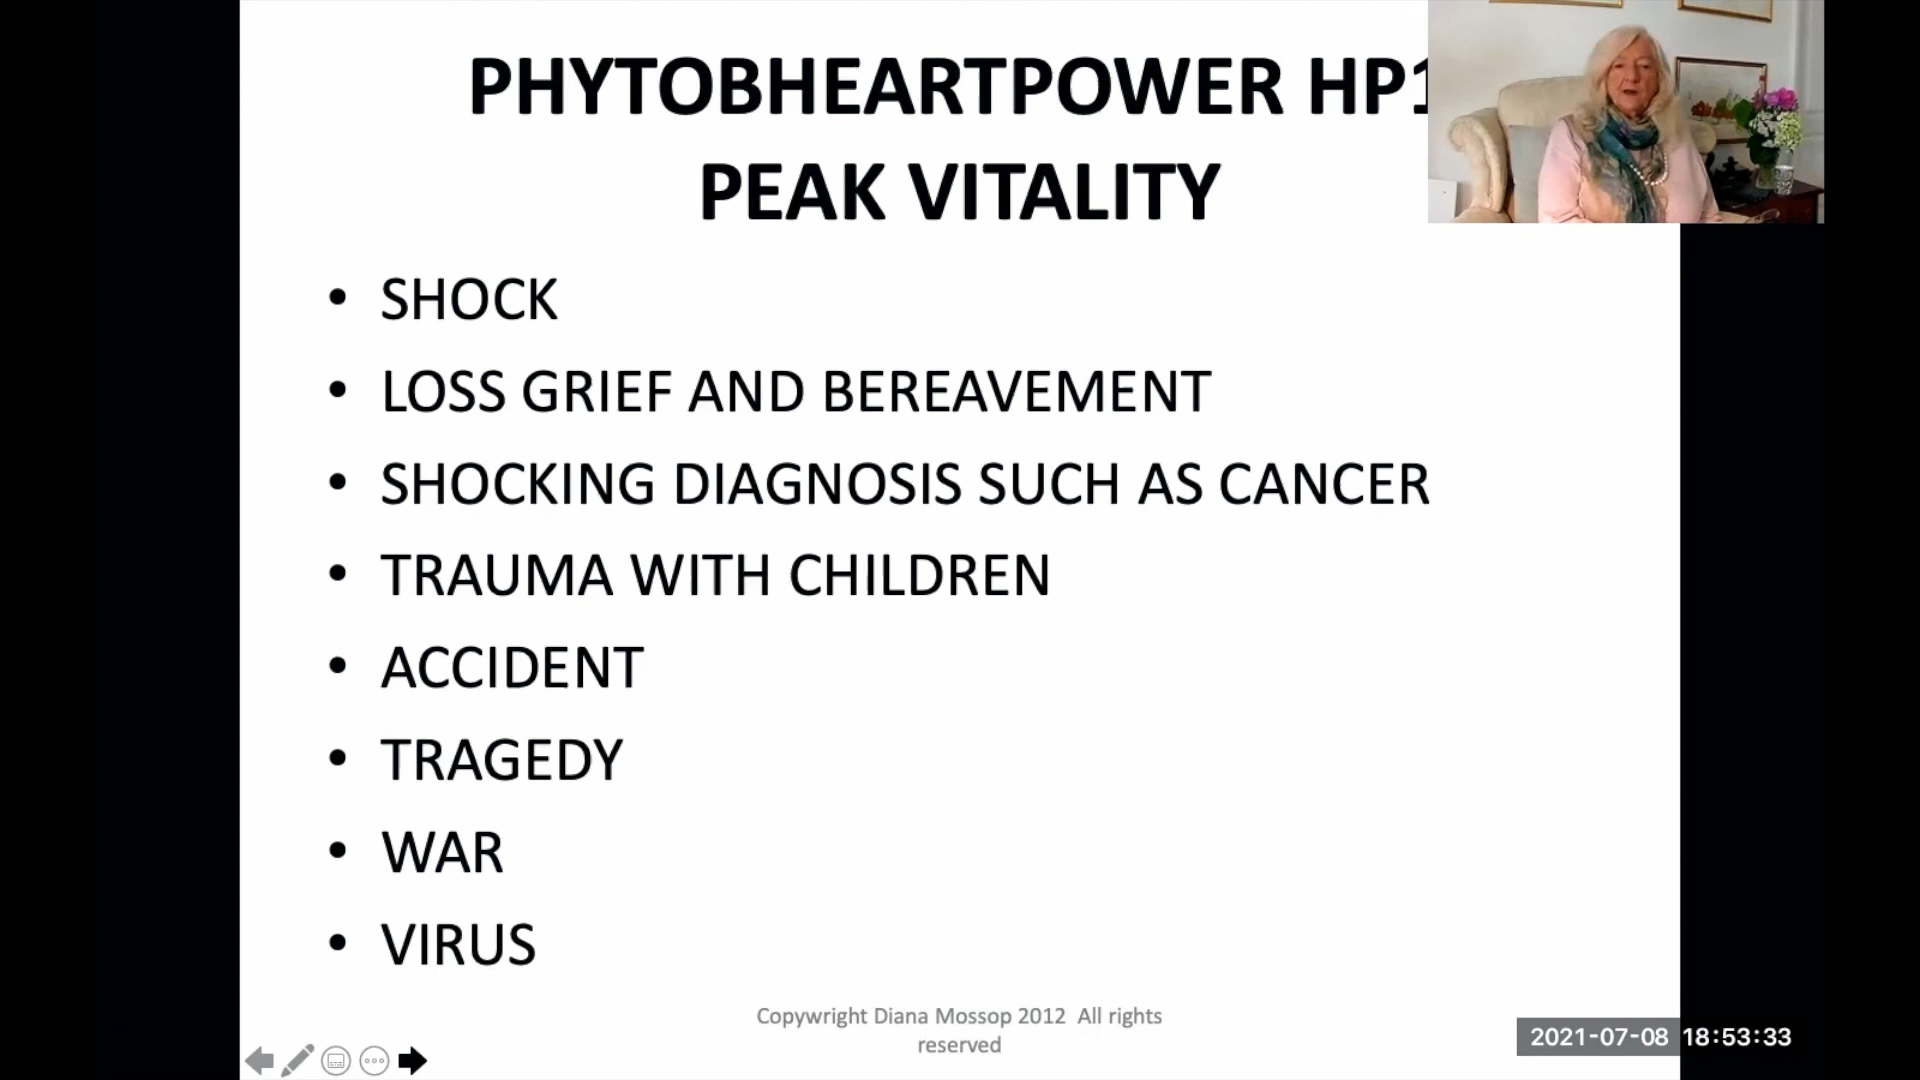 PHYTOBHEARTPOWER HP1
PEAK VITALITY
• SHOCK
• LOSS GRIEF AND BEREAVEMENT
• SHOCKING DIAGNOSIS SUCH AS CANCER
• TRAUMA WITH CHILDREN
• ACCIDENT
• TRAGEDY
• WAR
• VIRUS
Copywright Diana Mossop 2012 All rights
reserved
2021-07-08 18:53:33